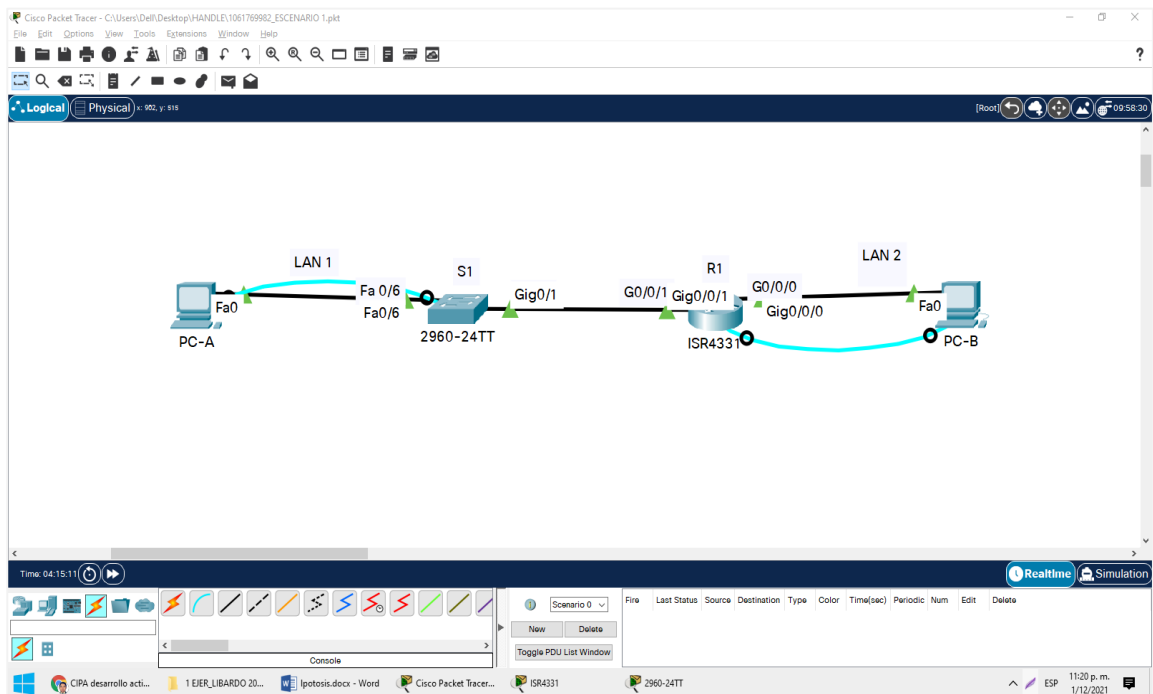 Cisco Packet Tracer - C:\Users\Dell\Desktop\HANDLE\1061769982_ESCENARIO 1.pkt
File Edit Options View Tools Extensions Window Help
?
Logical Physical x: 902, y: 515 [Root] 09:58:30
LAN 1
LAN 2
S1
R1
Fa0
Fa 0/6
Fa0/6
Gig0/1
G0/0/1 Gig0/0/1
G0/0/0
Gig0/0/0
Fa0
PC-A
2960-24TT
ISR4331
PC-B
Time: 04:15:11
Realtime Simulation
Scenario 0
New Delete
Toggle PDU List Window
Fire Last Status Source Destination Type Color Time(sec) Periodic Num Edit Delete
Console
CIPA desarrollo acti... 1 EJER_LIBARDO 20... Ipotosis.docx - Word Cisco Packet Tracer... ISR4331 2960-24TT
ESP
11:20 p. m.
1/12/2021